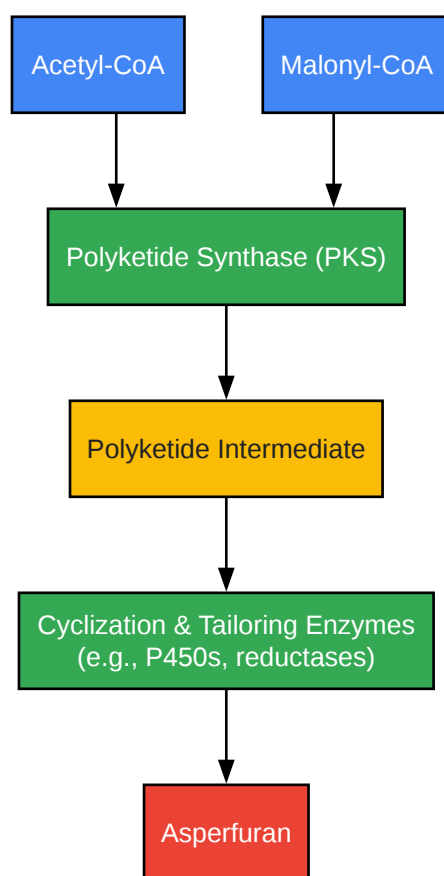 Acetyl-CoA
Malonyl-CoA
Polyketide Synthase (PKS)
Polyketide Intermediate
Cyclization & Tailoring Enzymes
(e.g., P450s, reductases)
Asperfuran